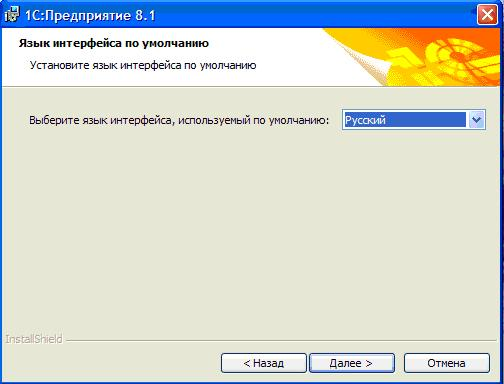 1С:Предприятие 8.1
Язык интерфейса по умолчанию
Установите язык интерфейса по умолчанию
Выберите язык интерфейса, используемый по умолчанию: Русский
InstallShield
< Назад Далее > Отмена